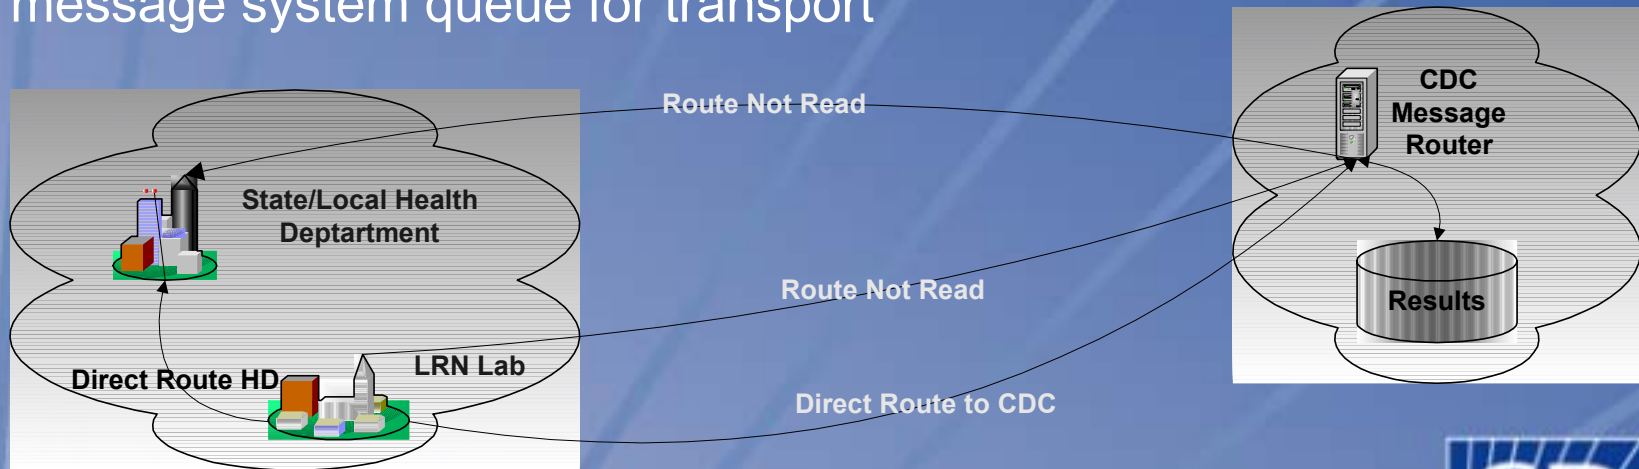 message system queue for transport
Route Not Read
CDC
Message
Router
State/Local Health
Deptartment
Route Not Read
Results
LRN Lab
Direct Route HD
Direct Route to CDC